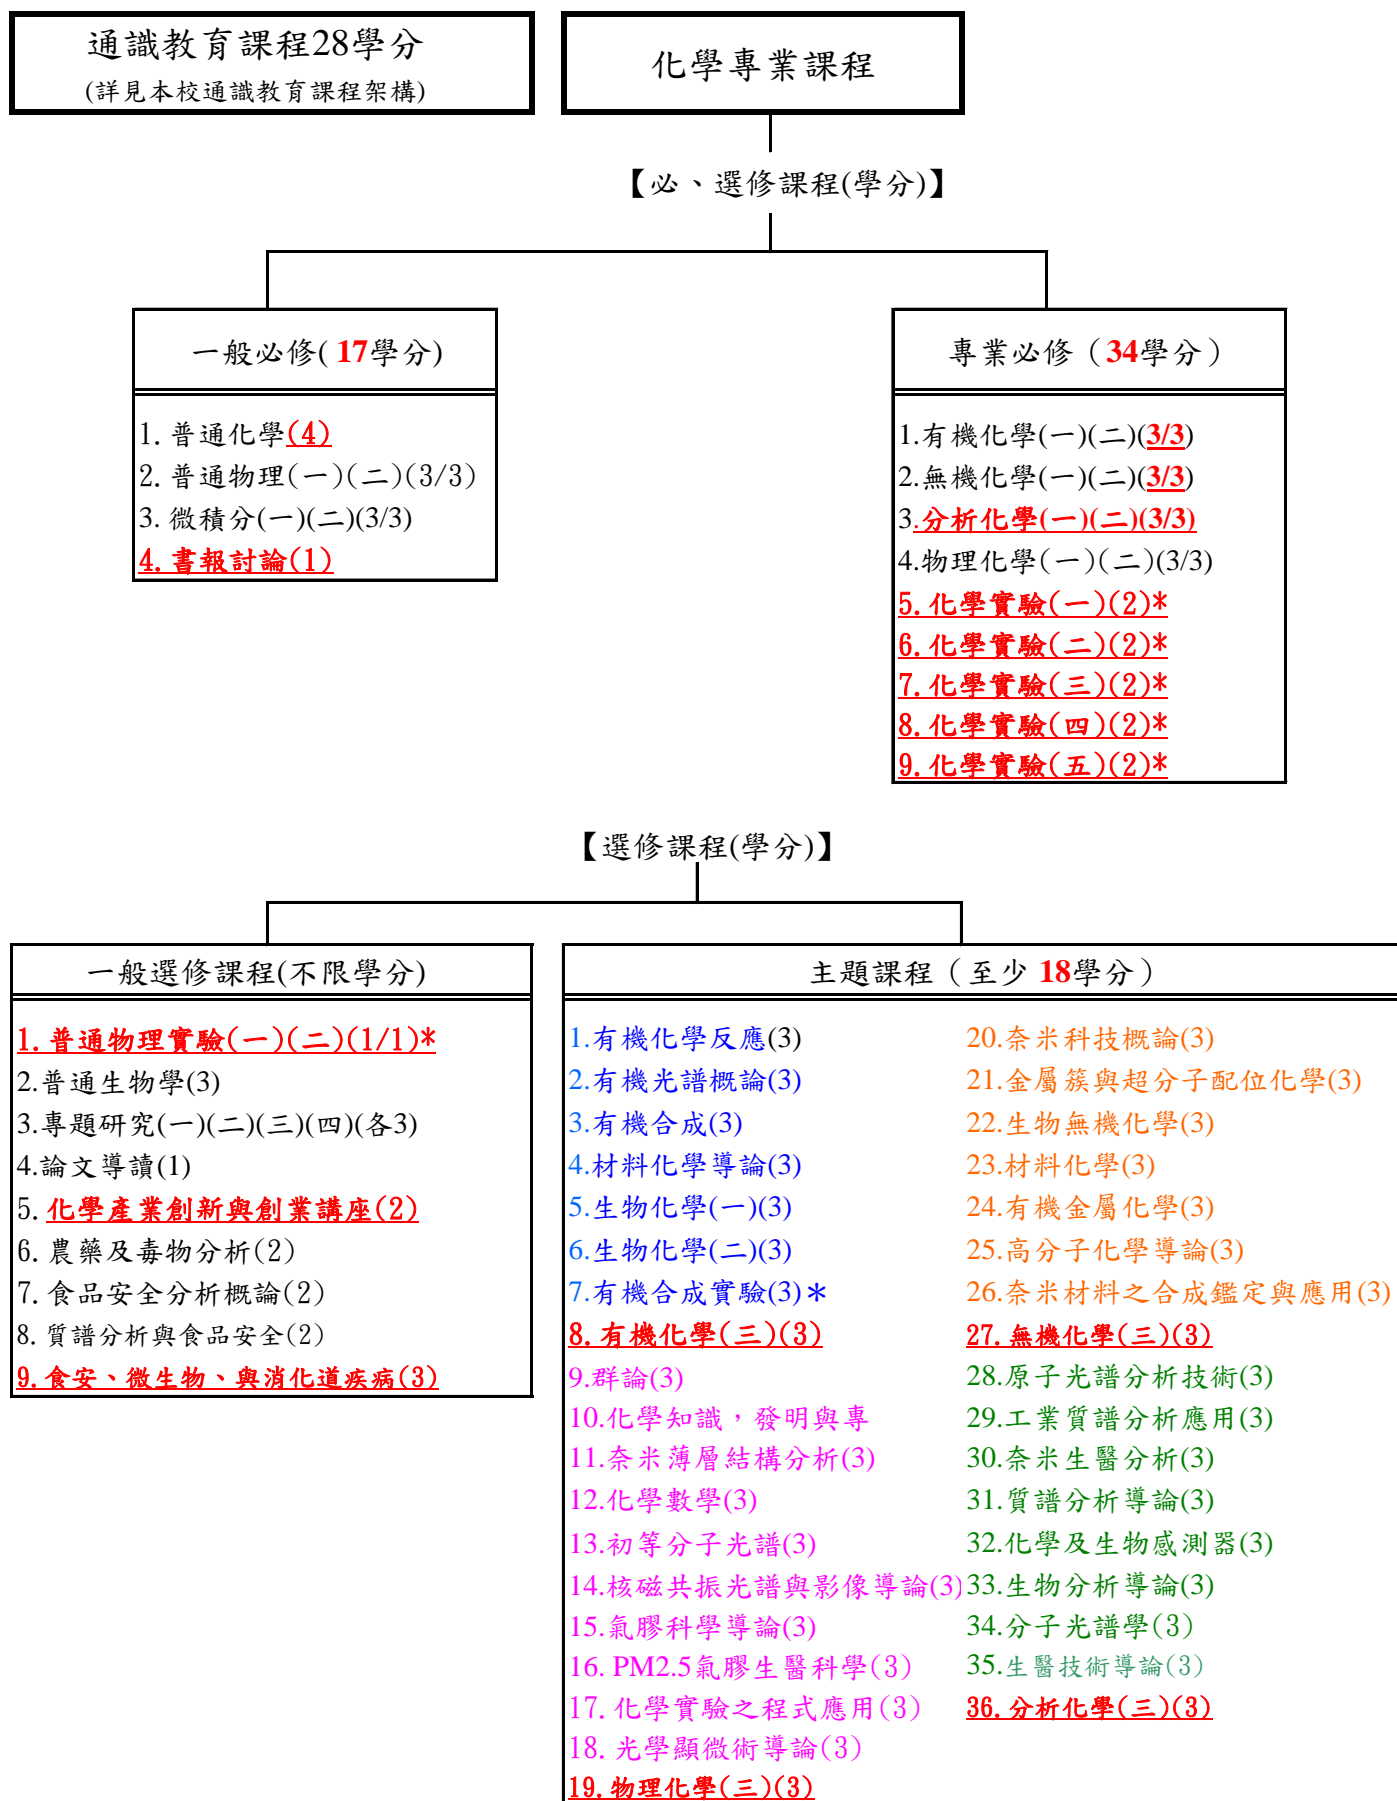 通識教育課程28學分
(詳見本校通識教育課程架構)
化學專業課程
【必、選修課程(學分)】
一般必修( 17學分)
1. 普通化學(4)
2. 普通物理(一)(二)(3/3)
3. 微積分(一)(二)(3/3)
4. 書報討論(1)
專業必修（34學分）
1.有機化學(一)(二)(3/3)
2.無機化學(一)(二)(3/3)
3.分析化學(一)(二)(3/3)
4.物理化學(一)(二)(3/3)
5. 化學實驗(一)(2)*
6. 化學實驗(二)(2)*
7. 化學實驗(三)(2)*
8. 化學實驗(四)(2)*
9. 化學實驗(五)(2)*
【選修課程(學分)】
一般選修課程(不限學分)
1. 普通物理實驗(一)(二)(1/1)*
2.普通生物學(3)
3.專題研究(一)(二)(三)(四)(各3)
4.論文導讀(1)
5. 化學產業創新與創業講座(2)
6. 農藥及毒物分析(2)
7. 食品安全分析概論(2)
8. 質譜分析與食品安全(2)
9. 食安、微生物、與消化道疾病(3)
主題課程（至少 18學分）
1.有機化學反應(3)
2.有機光譜概論(3)
3.有機合成(3)
4.材料化學導論(3)
5.生物化學(一)(3)
6.生物化學(二)(3)
7.有機合成實驗(3)＊
8. 有機化學(三)(3)
9.群論(3)
10.化學知識，發明與專
11.奈米薄層結構分析(3)
12.化學數學(3)
13.初等分子光譜(3)
14.核磁共振光譜與影像導論(3)
15.氣膠科學導論(3)
16. PM2.5氣膠生醫科學(3)
17. 化學實驗之程式應用(3)
18. 光學顯微術導論(3)
19. 物理化學(三)(3)
20.奈米科技概論(3)
21.金屬簇與超分子配位化學(3)
22.生物無機化學(3)
23.材料化學(3)
24.有機金屬化學(3)
25.高分子化學導論(3)
26.奈米材料之合成鑑定與應用(3)
27. 無機化學(三)(3)
28.原子光譜分析技術(3)
29.工業質譜分析應用(3)
30.奈米生醫分析(3)
31.質譜分析導論(3)
32.化學及生物感測器(3)
33.生物分析導論(3)
34.分子光譜學(3)
35.生醫技術導論(3)
36. 分析化學(三)(3)